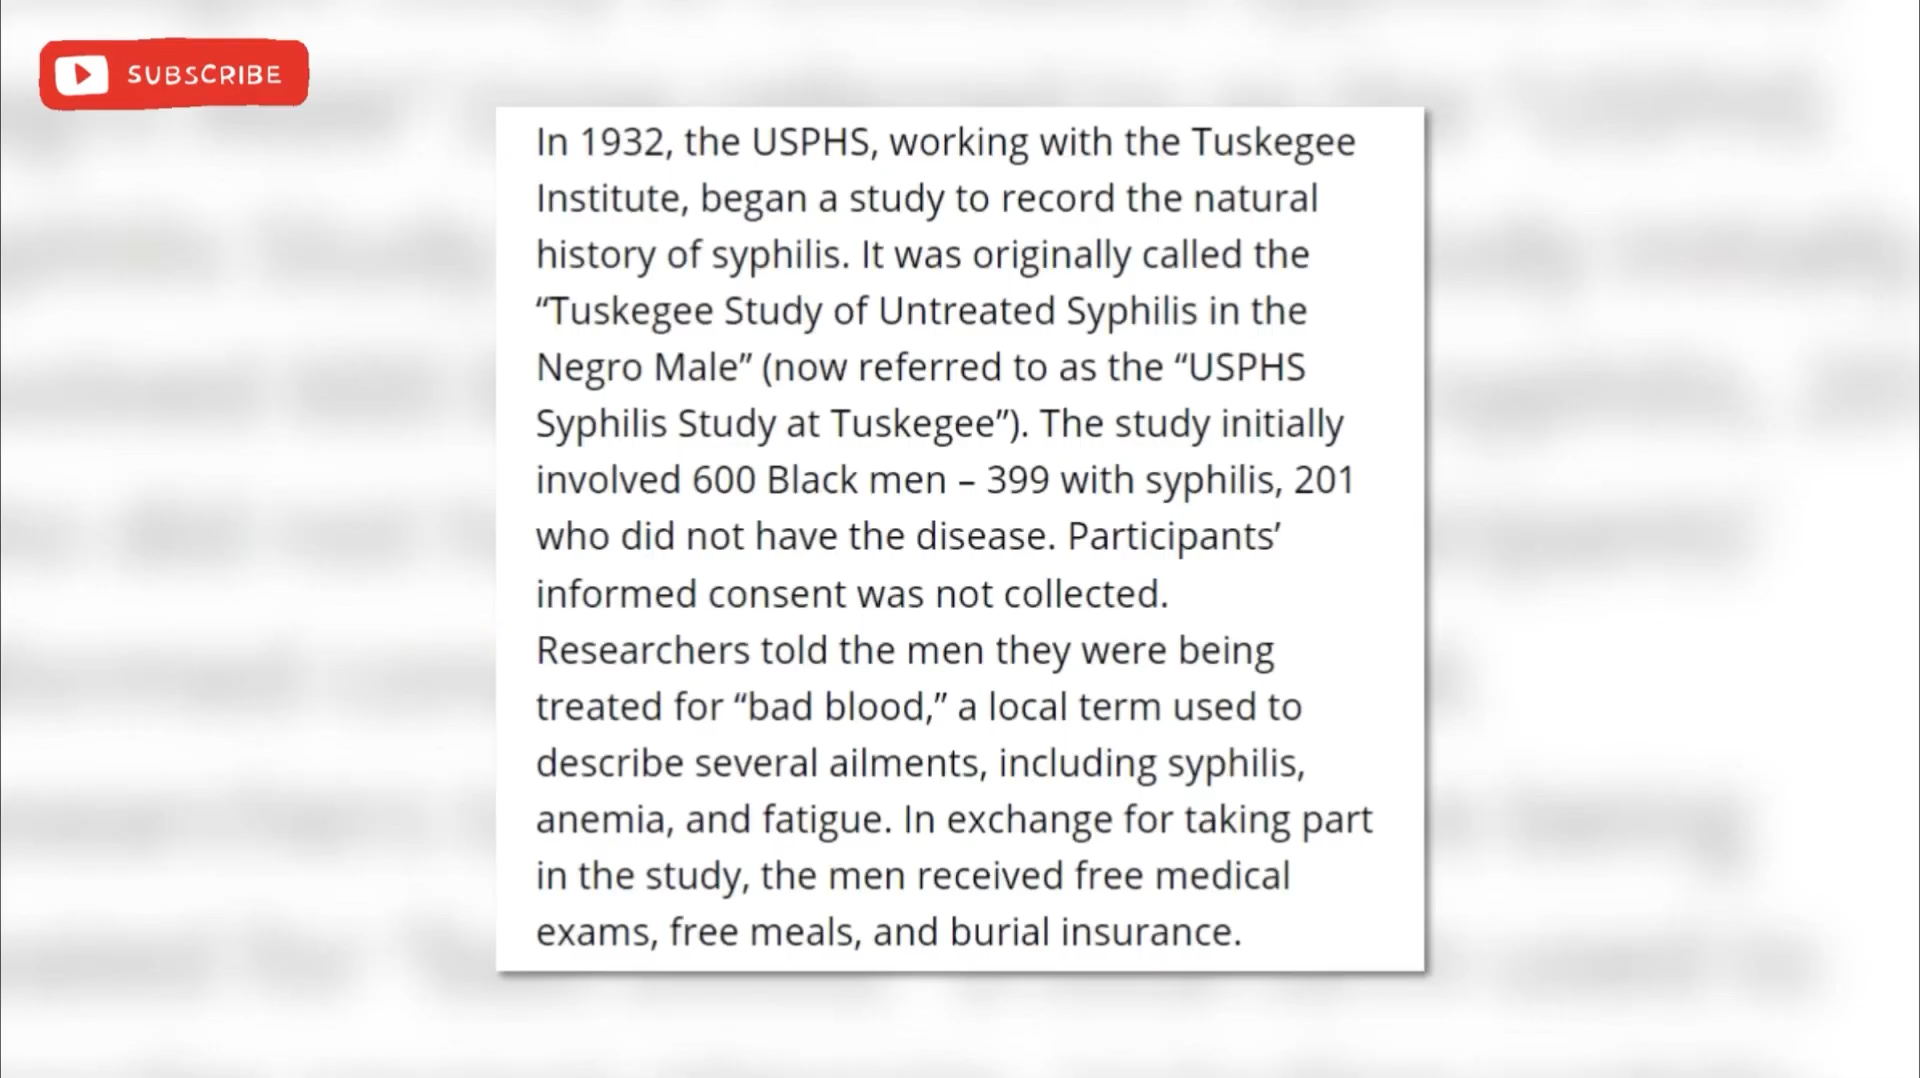 SUBSCRIBE
In 1932, the USPHS, working with the Tuskegee
Institute, began a study to record the natural
history of syphilis. It was originally called the
“Tuskegee Study of Untreated Syphilis in the
Negro Male” (now referred to as the “USPHS
Syphilis Study at Tuskegee”). The study initially
involved 600 Black men – 399 with syphilis, 201
who did not have the disease. Participants’
informed consent was not collected.
Researchers told the men they were being
treated for “bad blood,” a local term used to
describe several ailments, including syphilis,
anemia, and fatigue. In exchange for taking part
in the study, the men received free medical
exams, free meals, and burial insurance.